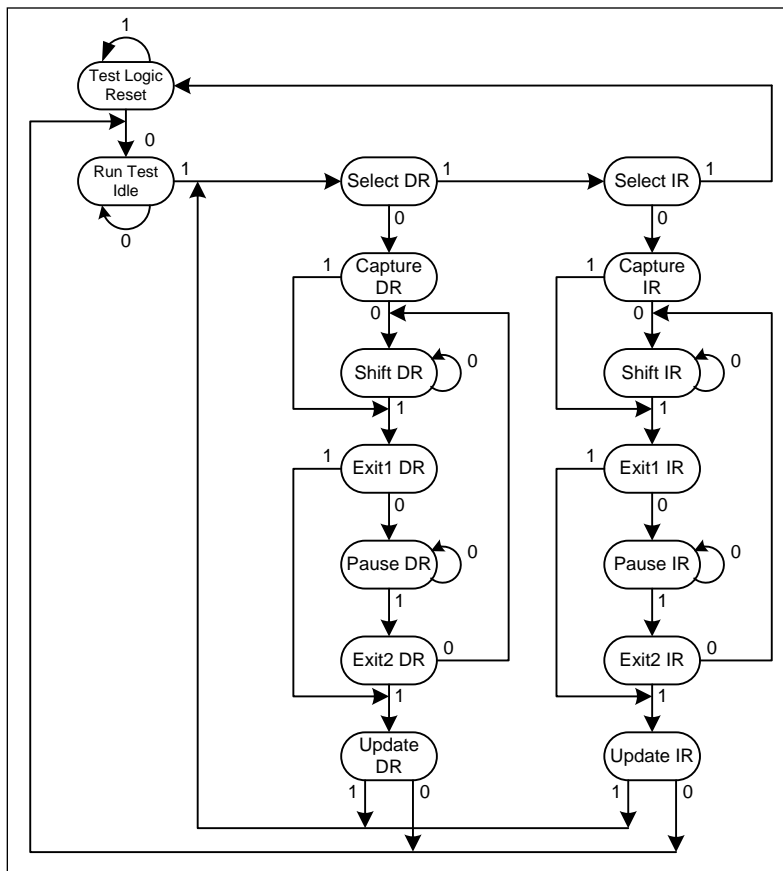 1
Test Logic
Reset
0
Run Test
Idle
1
0
Select DR
1
0
Select IR
1
0
1
Capture
DR
0
1
Capture
IR
0
Shift DR
0
1
Shift IR
0
1
1
Exit1 DR
0
1
Exit1 IR
0
Pause DR
0
1
Pause IR
0
1
Exit2 DR
0
1
Exit2 IR
0
1
Update
DR
1
0
Update IR
1
0